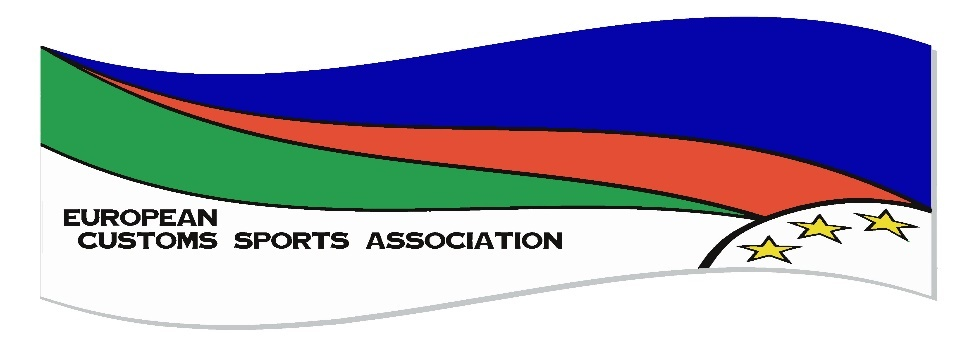 EUROPEAN
CUSTOMS SPORTS ASSOCIATION